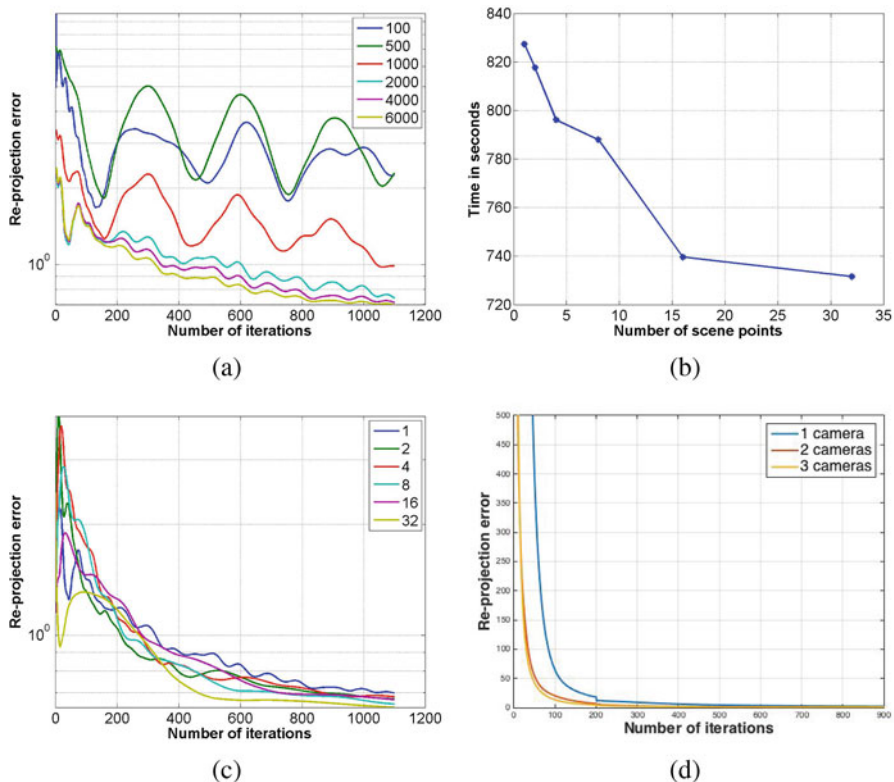 100
500
1000
2000
4000
6000
Re-projection error
10^0
0 200 400 600 800 1000 1200
Number of iterations
(a)
840
820
800
780
760
740
720
Time in seconds
0 5 10 15 20 25 30 35
Number of scene points
(b)
1
2
4
8
16
32
Re-projection error
10^0
0 200 400 600 800 1000 1200
Number of iterations
(c)
500
450
400
350
300
250
200
150
100
50
0
1 camera
2 cameras
3 cameras
Re-projection error
0 100 200 300 400 500 600 700 800 900
Number of iterations
(d)